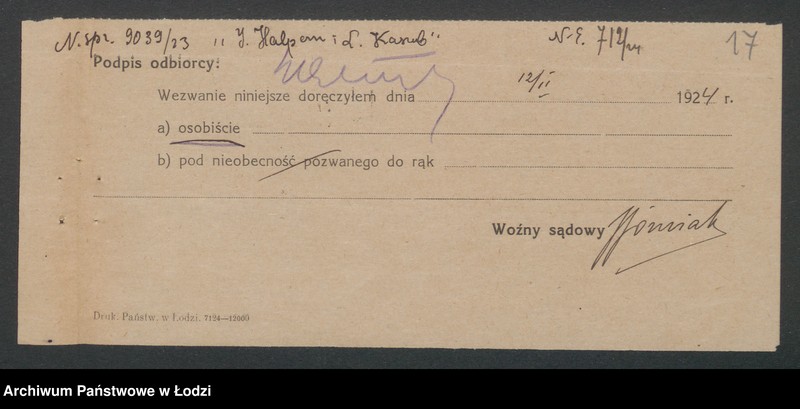 N. spr. 9039/23 „J. Halpern i L. Kasub" N-E. 712/24 17
Podpis odbiorcy:
Wezwanie niniejsze doręczyłem dnia 12/II 1924 r.
a) osobiście
b) pod nieobecność pozwanego do rąk
Woźny sądowy
Druk. Państw. w Łodzi. 7124—12000
Archiwum Państwowe w Łodzi